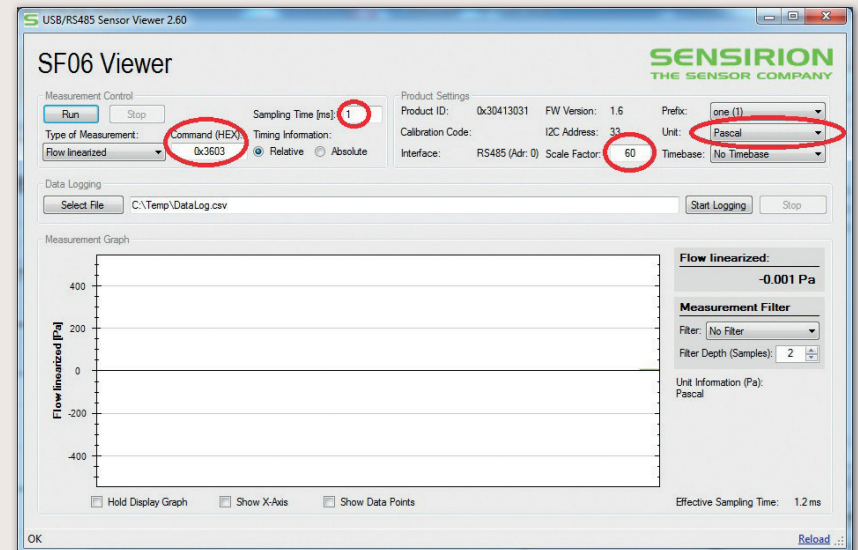 USB/RS485 Sensor Viewer 2.60
SF06 Viewer
SENSIRION
THE SENSOR COMPANY
Measurement Control
Run Stop Sampling Time [ms]: 1
Type of Measurement: Command (HEX): Timing Information:
Flow linearized 0x3603 Relative Absolute
Product Settings
Product ID: 0x30413031 FW Version: 1.6 Prefix: one (1)
Calibration Code: I2C Address: 33 Unit: Pascal
Interface: RS485 (Adr: 0) Scale Factor: 60 Timebase: No Timebase
Data Logging
Select File C:\Temp\DataLog.csv Start Logging Stop
Measurement Graph
Flow linearized [Pa]
400
200
0
-200
-400
Flow linearized:
-0.001 Pa
Measurement Filter
Filter: No Filter
Filter Depth (Samples): 2
Unit Information (Pa):
Pascal
Hold Display Graph Show X-Axis Show Data Points Effective Sampling Time: 1.2 ms
OK Reload